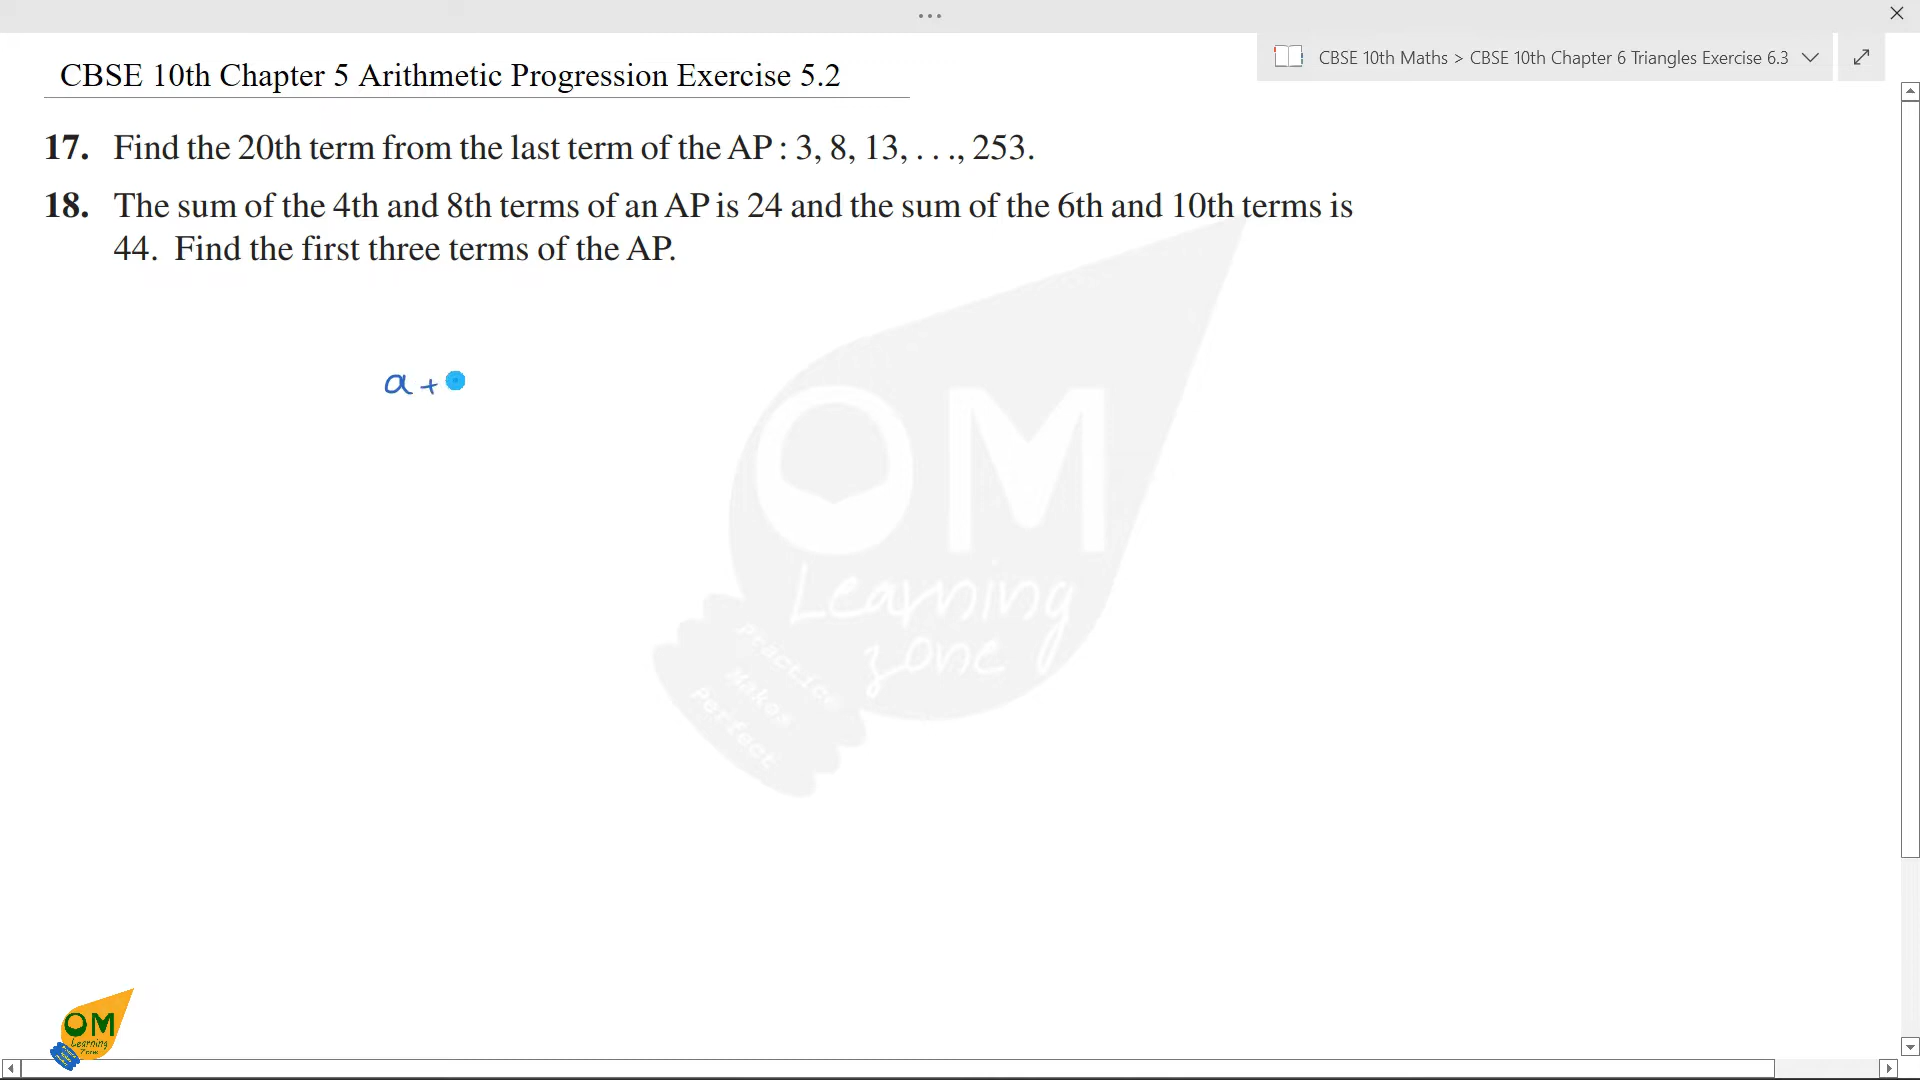 CBSE 10th Maths > CBSE 10th Chapter 6 Triangles Exercise 6.3
CBSE 10th Chapter 5 Arithmetic Progression Exercise 5.2
17. Find the 20th term from the last term of the AP : 3, 8, 13, . . ., 253.
18. The sum of the 4th and 8th terms of an AP is 24 and the sum of the 6th and 10th terms is
44. Find the first three terms of the AP.
a +
OM
Learning
zone
Practice
Makes
Perfect
OM
Learning
Zone